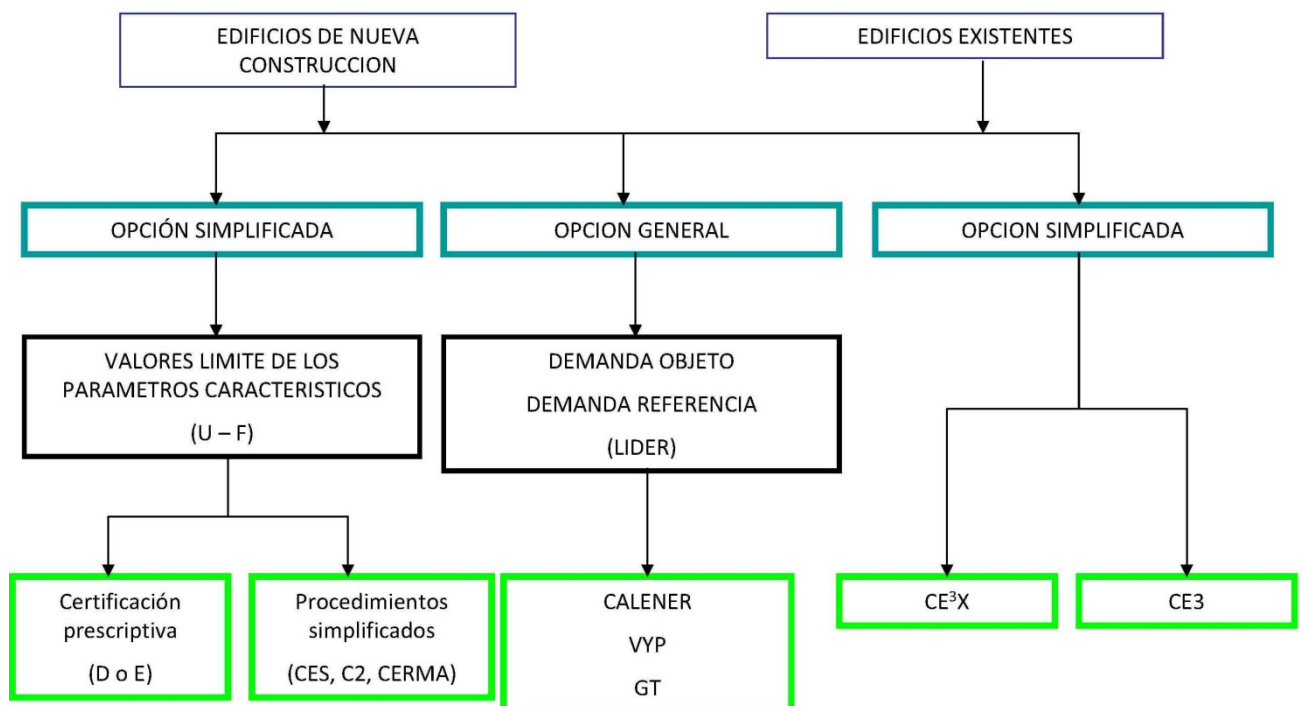 EDIFICIOS DE NUEVA
CONSTRUCCION
EDIFICIOS EXISTENTES
OPCIÓN SIMPLIFICADA
OPCION GENERAL
OPCION SIMPLIFICADA
VALORES LIMITE DE LOS
PARAMETROS CARACTERISTICOS
(U – F)
DEMANDA OBJETO
DEMANDA REFERENCIA
(LIDER)
Certificación
prescriptiva
(D o E)
Procedimientos
simplificados
(CES, C2, CERMA)
CALENER
VYP
GT
CE³X
CE3